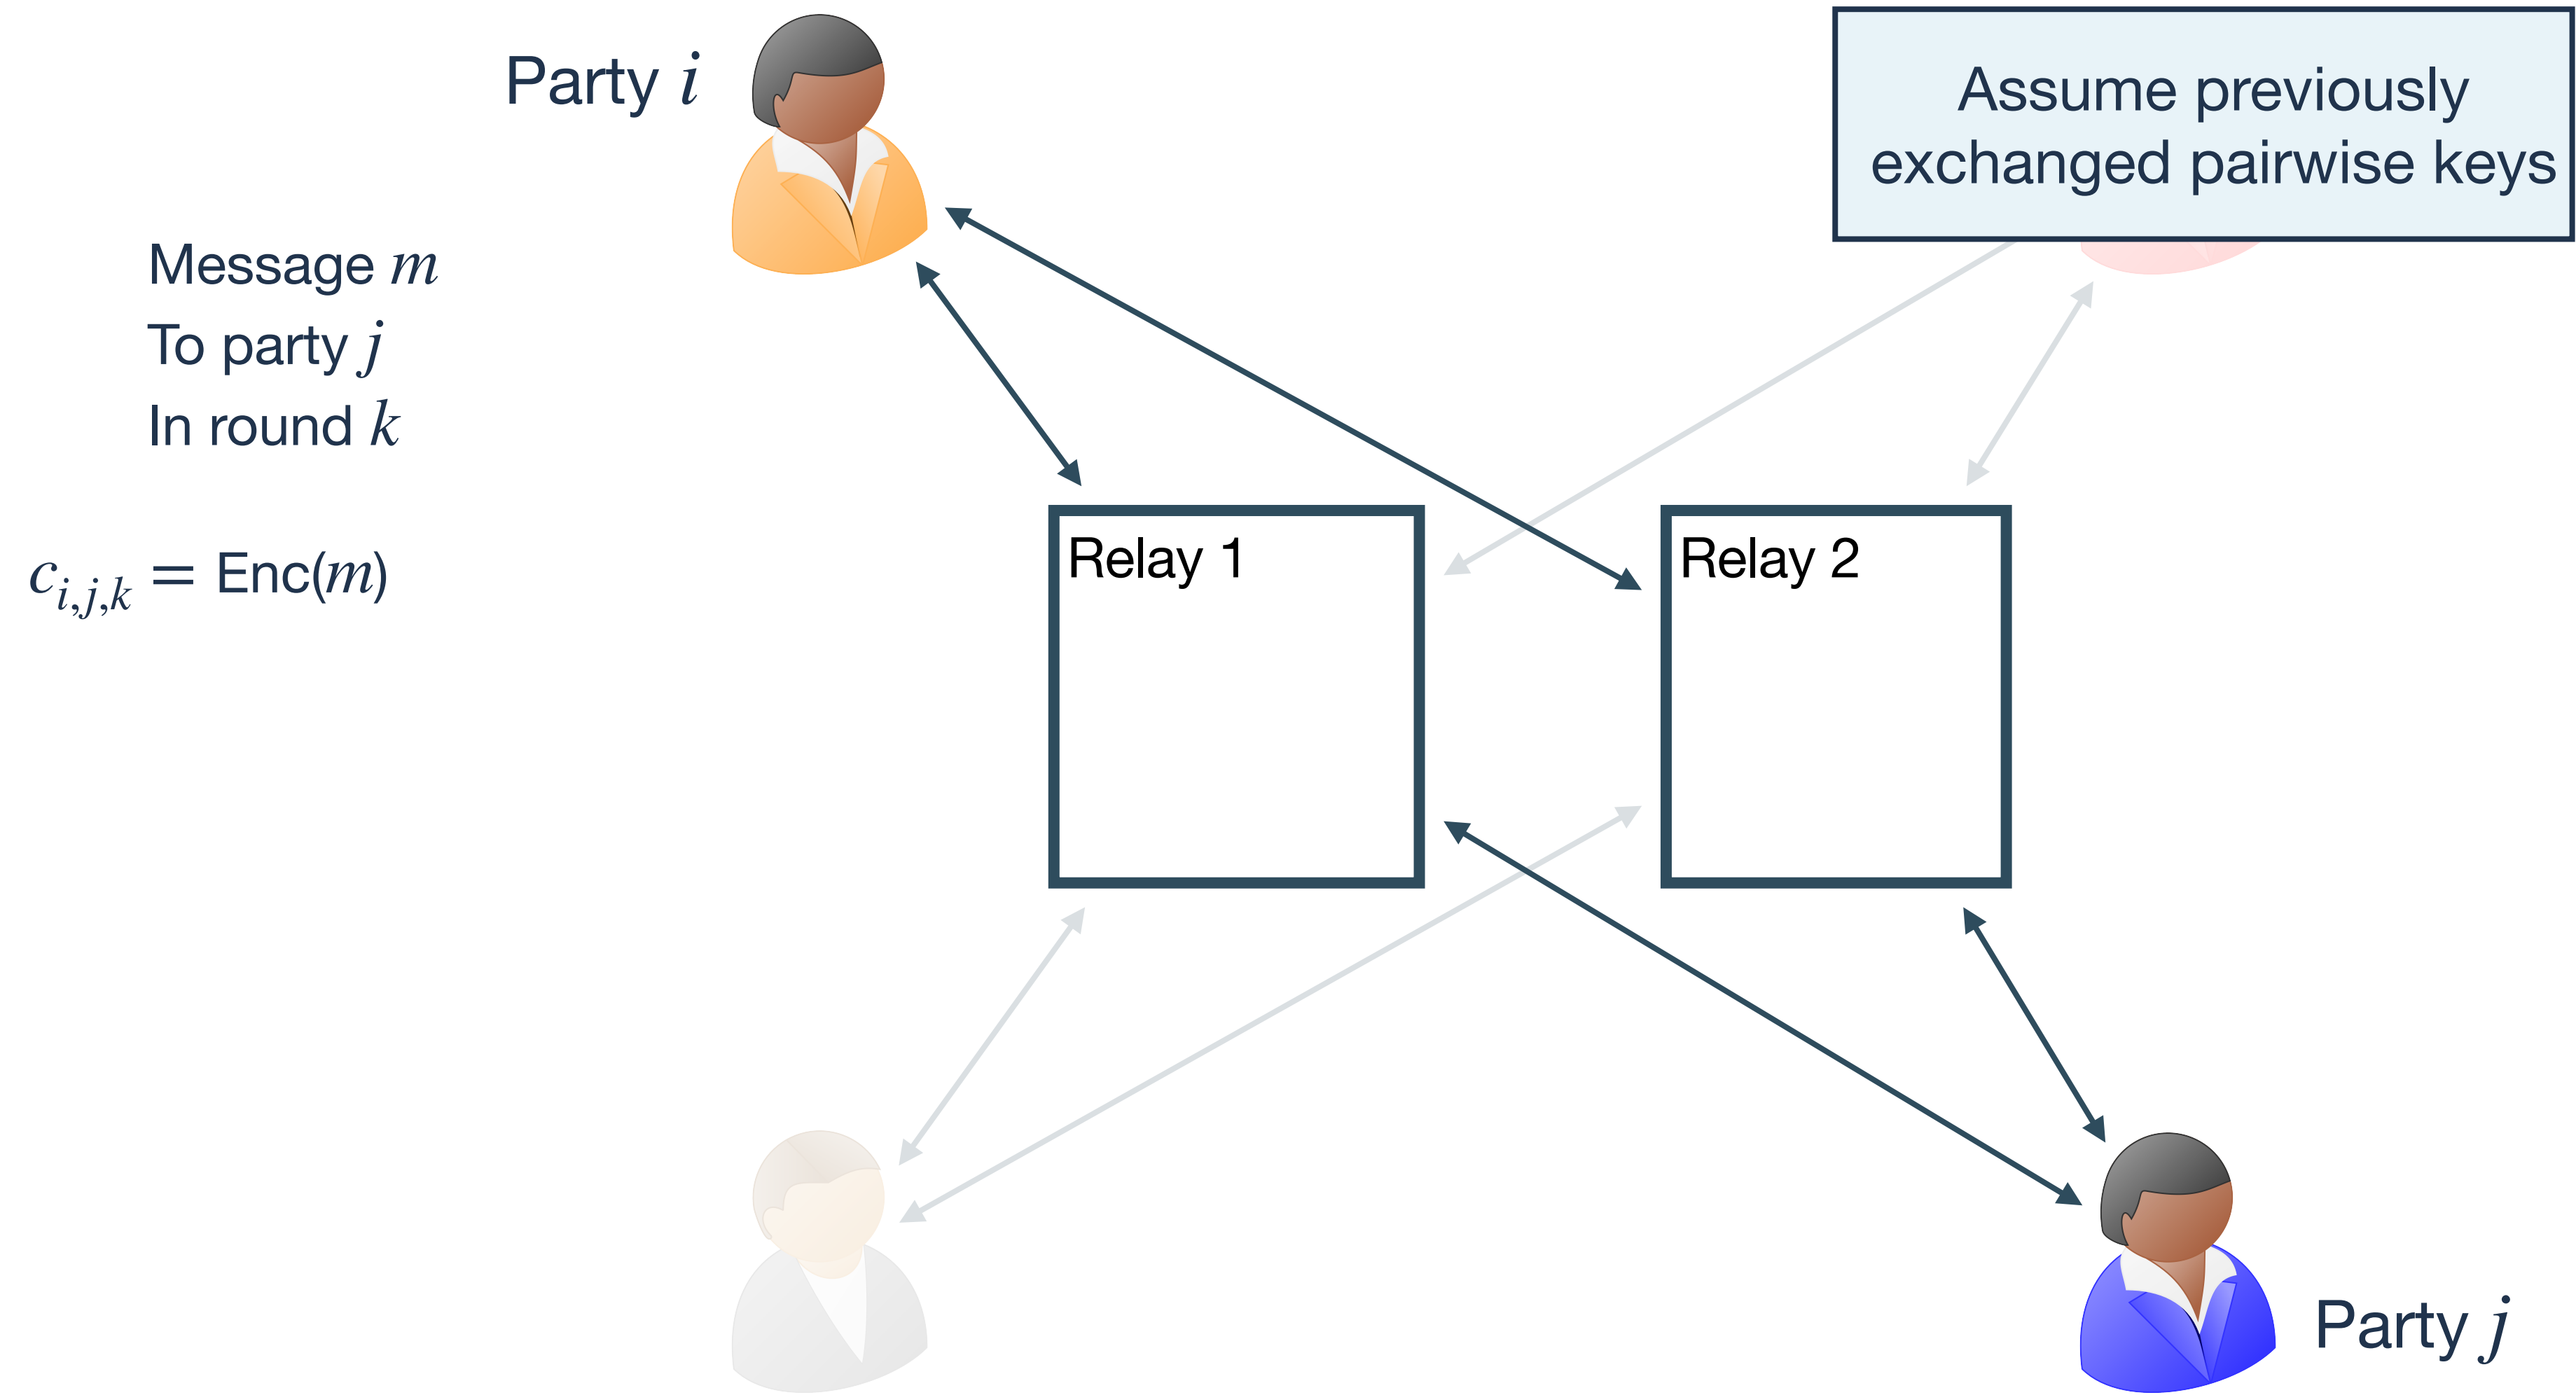 Party i
Assume previously
exchanged pairwise keys
Message m
To party j
In round k
c_{i,j,k} = Enc(m)
Relay 1
Relay 2
Party j